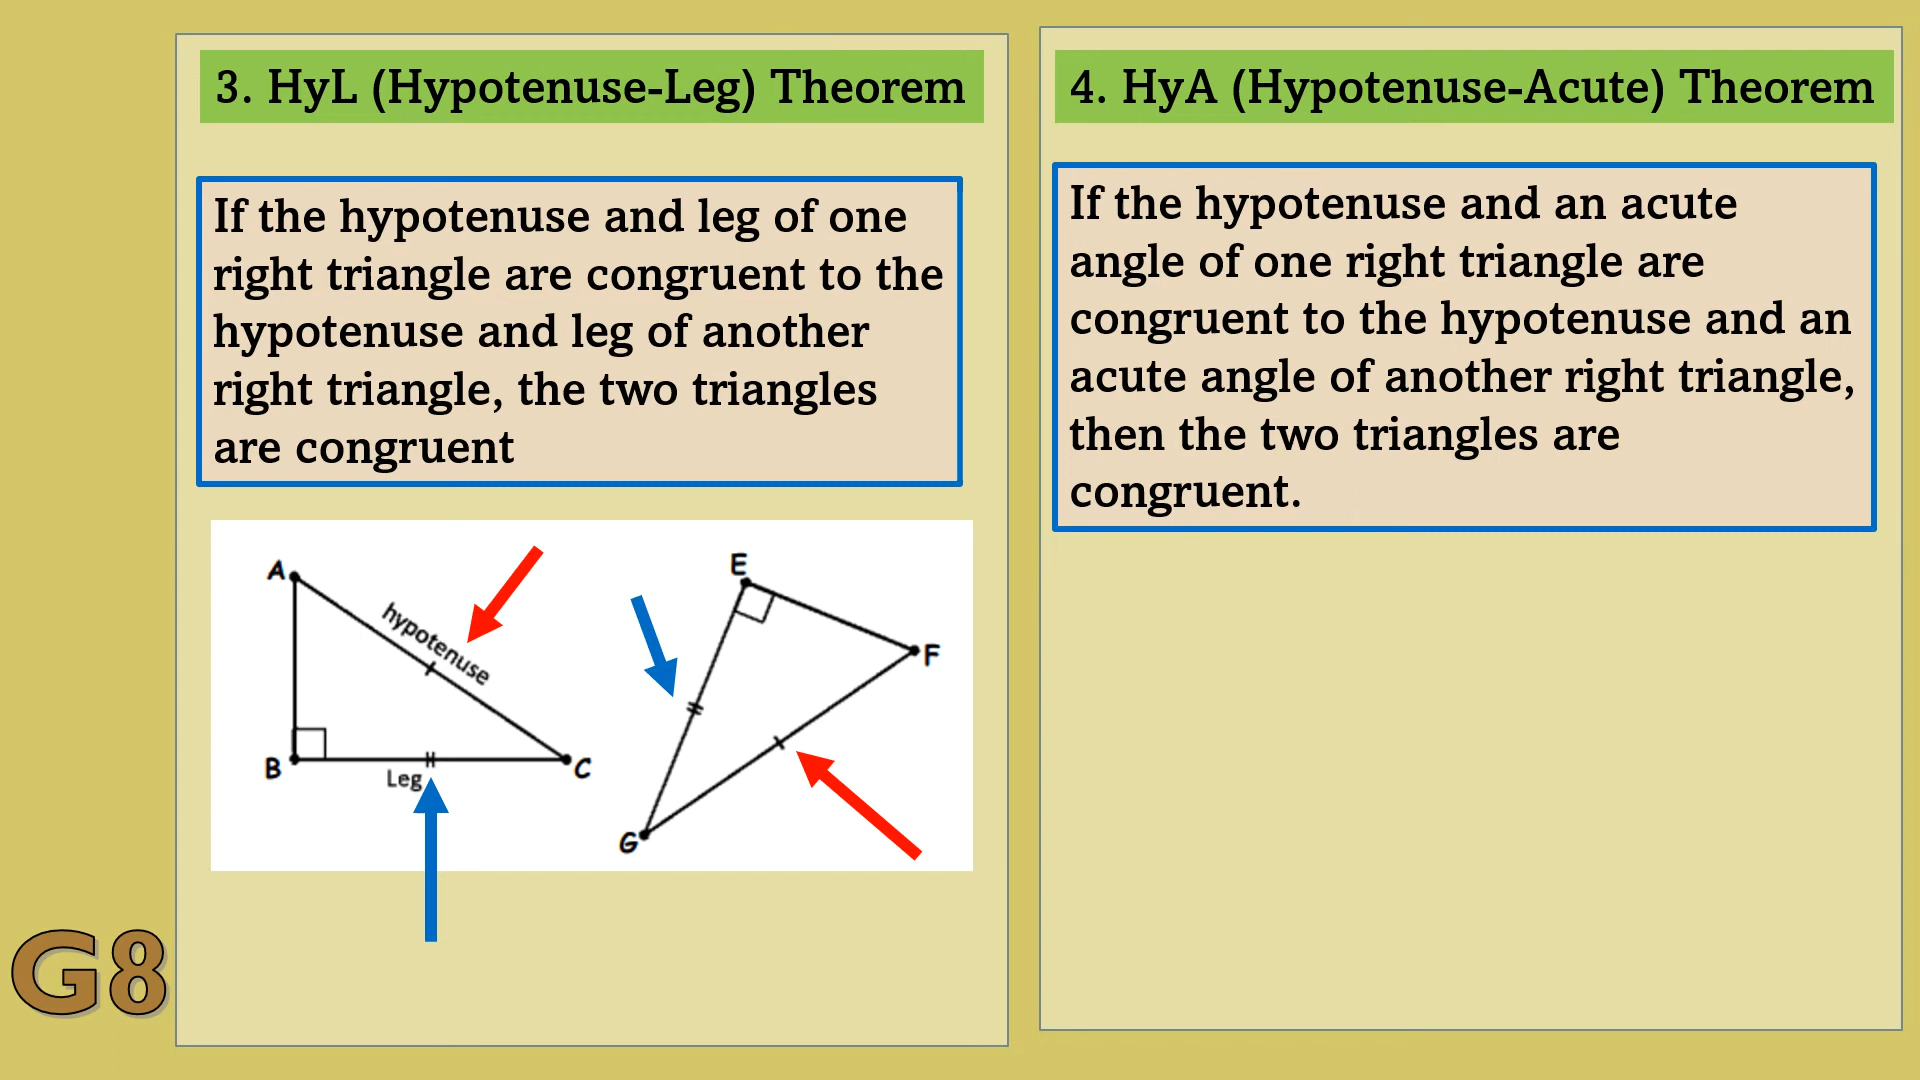 3. HyL (Hypotenuse-Leg) Theorem
If the hypotenuse and leg of one
right triangle are congruent to the
hypotenuse and leg of another
right triangle, the two triangles
are congruent
A
hypotenuse
B
Leg
C
E
F
G
G8
4. HyA (Hypotenuse-Acute) Theorem
If the hypotenuse and an acute
angle of one right triangle are
congruent to the hypotenuse and an
acute angle of another right triangle,
then the two triangles are
congruent.